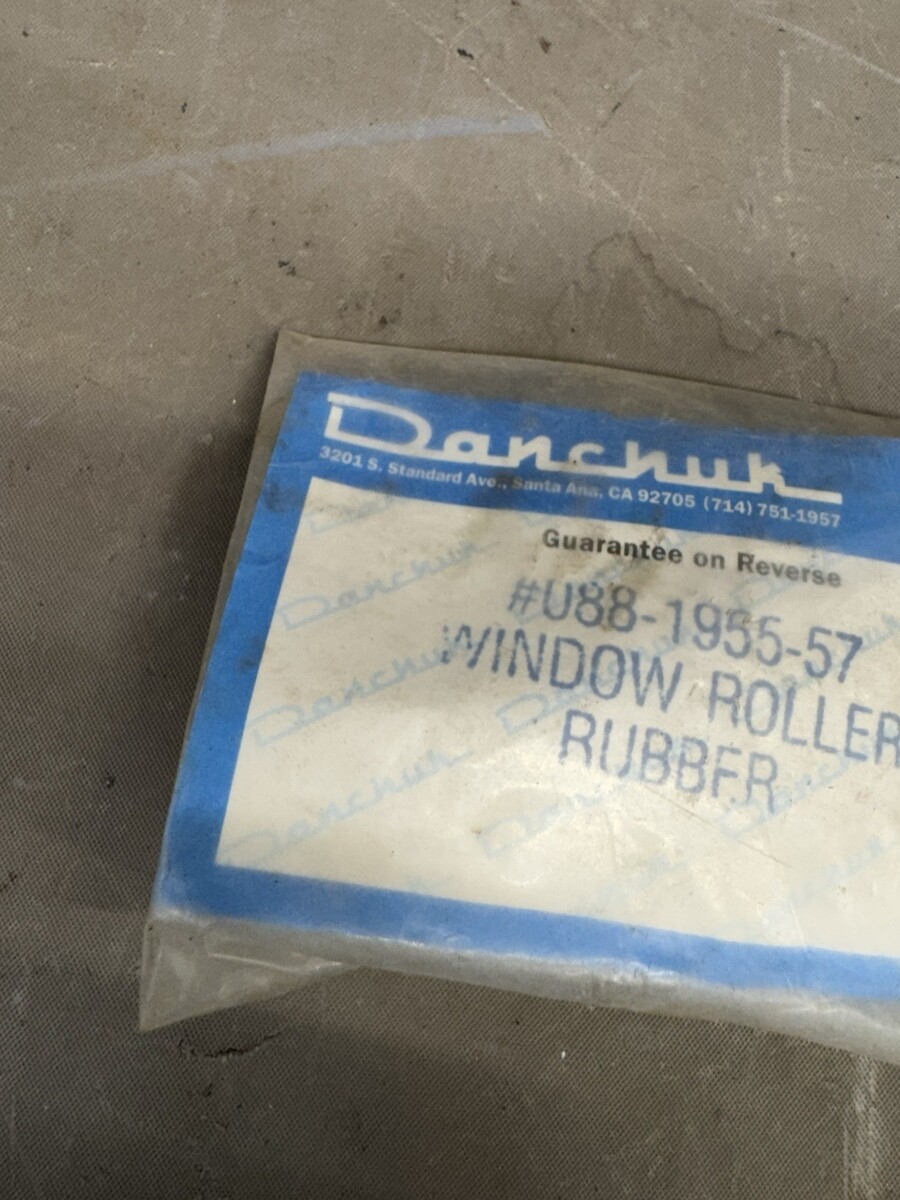 Danchuk
3201 S. Standard Ave., Santa Ana, CA 92705 (714) 751-1957
Guarantee on Reverse
#U88-1955-57
WINDOW ROLLER
RUBBER